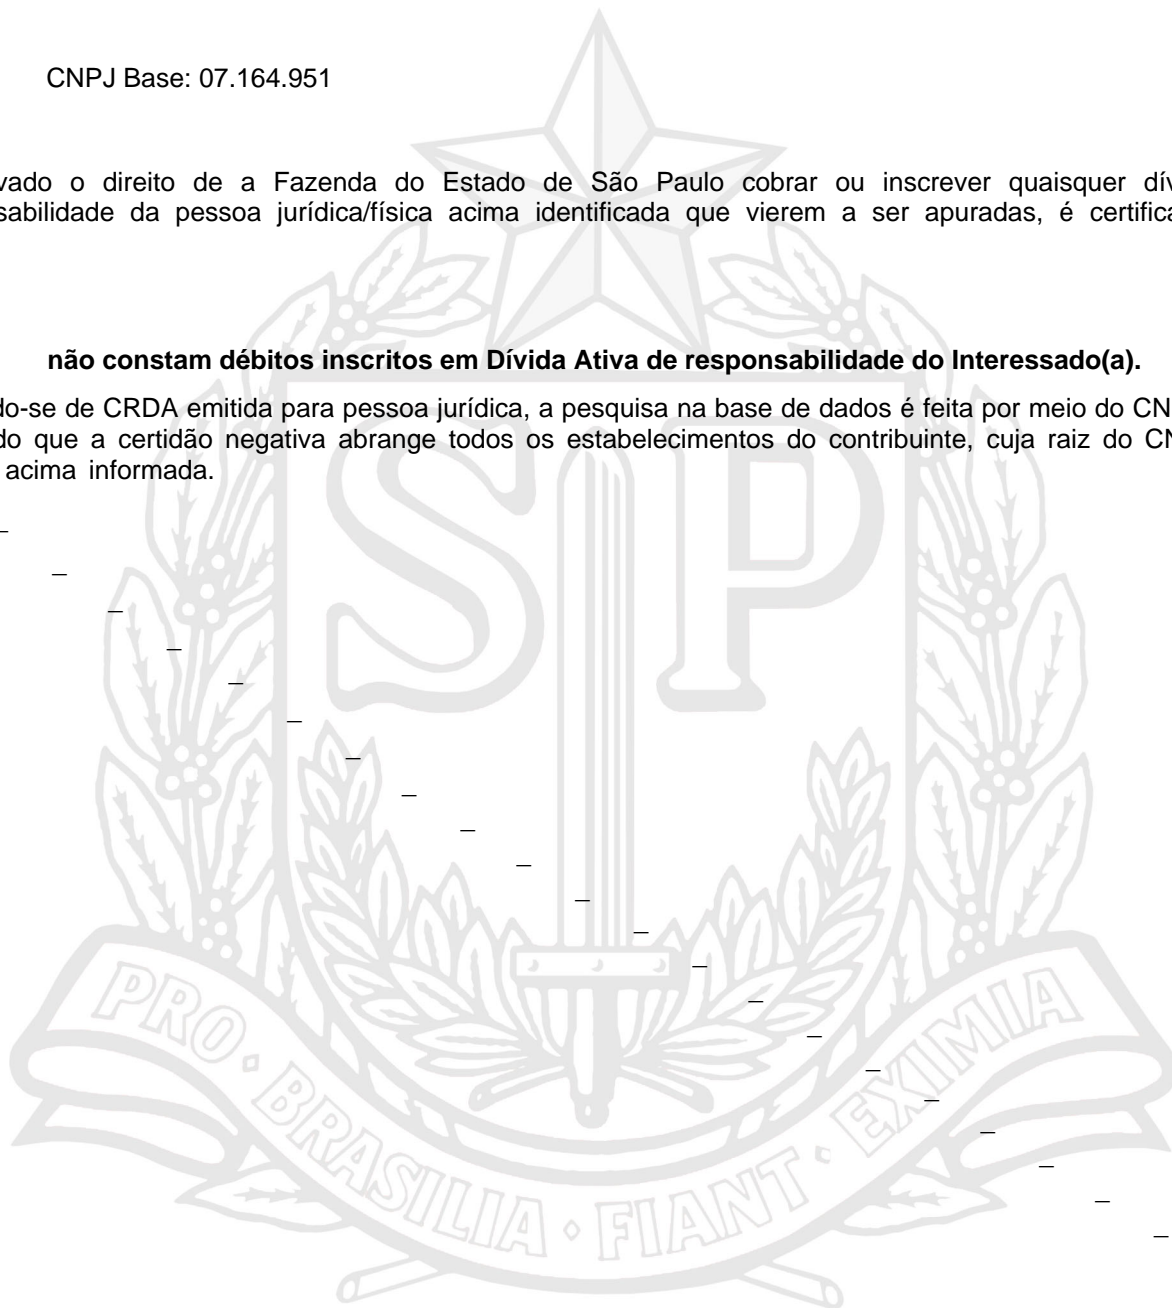 CNPJ Base: 07.164.951
vado o direito de a Fazenda do Estado de São Paulo cobrar ou inscrever quaisquer dív
sabilidade da pessoa jurídica/física acima identificada que vierem a ser apuradas, é certifica
não constam débitos inscritos em Dívida Ativa de responsabilidade do Interessado(a).
do-se de CRDA emitida para pessoa jurídica, a pesquisa na base de dados é feita por meio do CN
do que a certidão negativa abrange todos os estabelecimentos do contribuinte, cuja raiz do CN
acima informada.
SP
PRO • BRASILIA • FIANT • EXIMIA